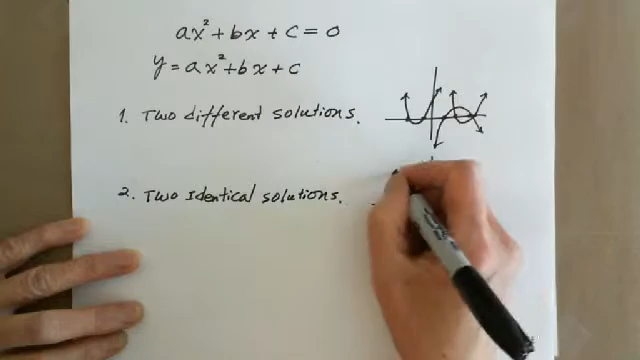 ax² + bx + c = 0
y = ax² + bx + c
1. Two different solutions.
2. Two Identical solutions.